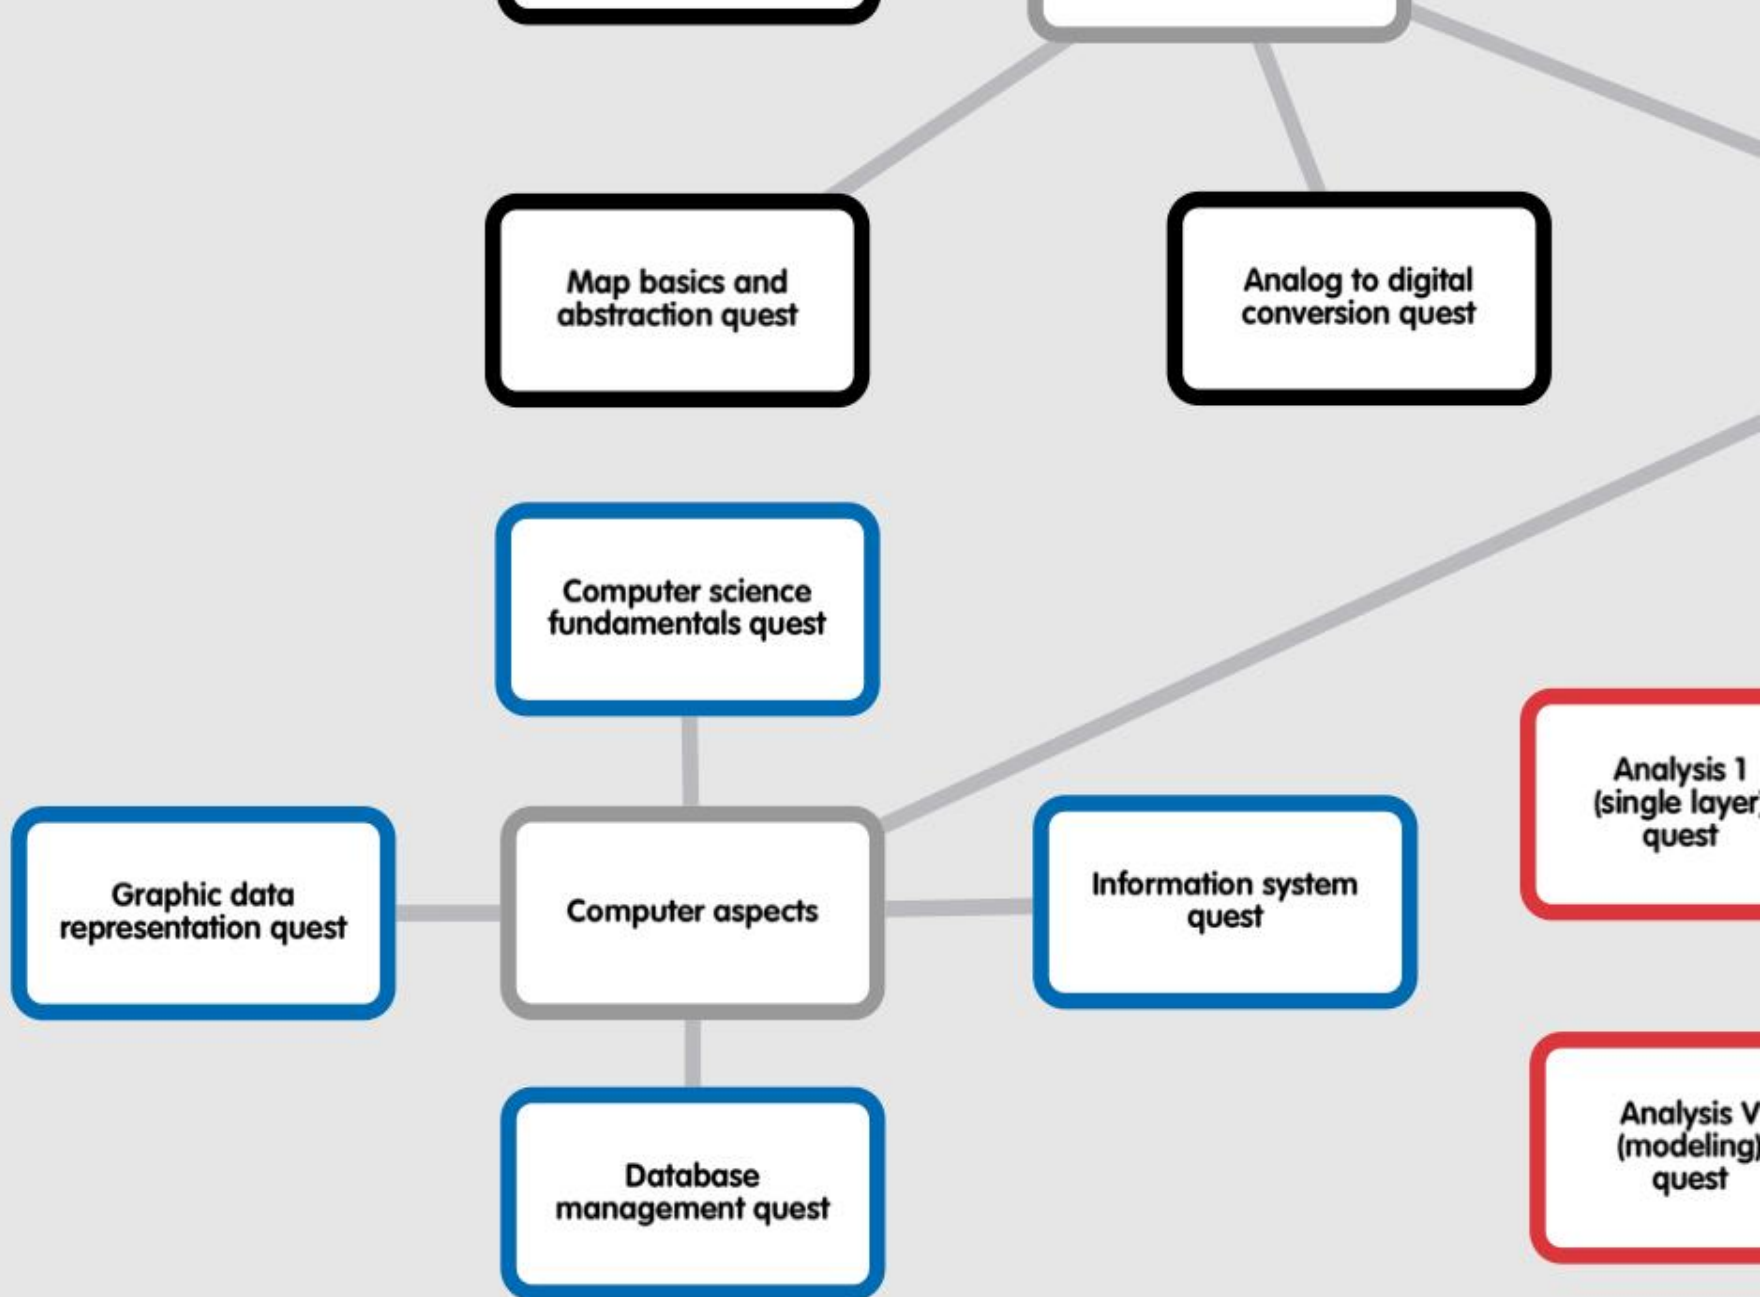 Map basics and
abstraction quest
Analog to digital
conversion quest
Computer science
fundamentals quest
Analysis 1
(single layer)
quest
Graphic data
representation quest
Computer aspects
Information system
quest
Analysis V
(modeling)
quest
Database
management quest